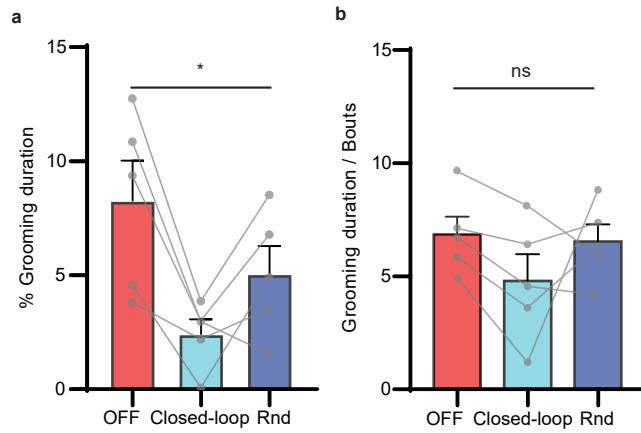 a
% Grooming duration
15
10
5
0
*
OFF Closed-loop Rnd
b
Grooming duration / Bouts
15
10
5
0
ns
OFF Closed-loop Rnd